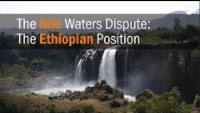 The Nile Waters Dispute:
The Ethiopian Position